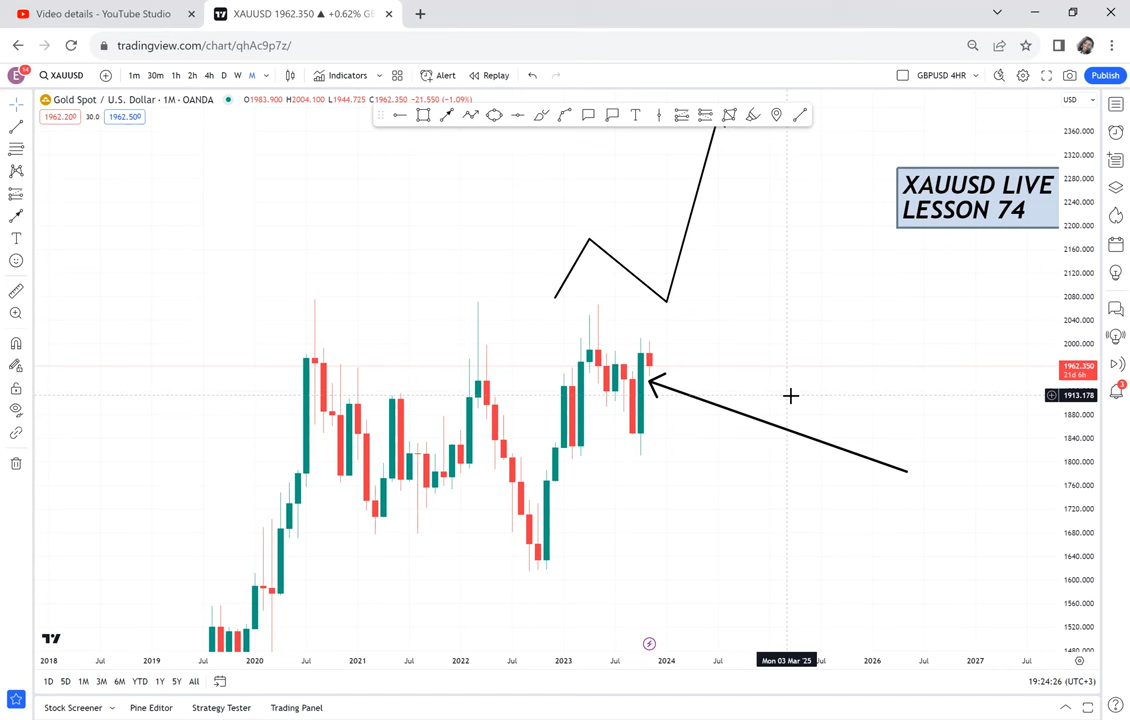 Video details - YouTube Studio
XAUUSD 1962.350 ▲ +0.62% GB
tradingview.com/chart/qhAc9p7z/
E
14
XAUUSD
1m
30m
1h
2h
4h
D
W
M
Indicators
Alert
Replay
GBPUSD 4HR
Publish
Gold Spot / U.S. Dollar · 1M · OANDA
O1983.900 H2004.100 L1944.725 C1962.350 -21.550 (-1.09%)
1962.200
30.0
1962.500
USD
XAUUSD LIVE
LESSON 74
2360.000
2320.000
2280.000
2240.000
2200.000
2160.000
2120.000
2080.000
2040.000
2000.000
1962.350
21d 6h
1913.178
1880.000
1840.000
1800.000
1760.000
1720.000
1680.000
1640.000
1600.000
1560.000
1520.000
1480.000
3
2018
Jul
2019
Jul
2020
Jul
2021
Jul
2022
Jul
2023
Jul
2024
Jul
Mon 03 Mar '25
Jul
2026
Jul
2027
Jul
1D
5D
1M
3M
6M
YTD
1Y
5Y
All
19:24:26 (UTC+3)
Stock Screener
Pine Editor
Strategy Tester
Trading Panel